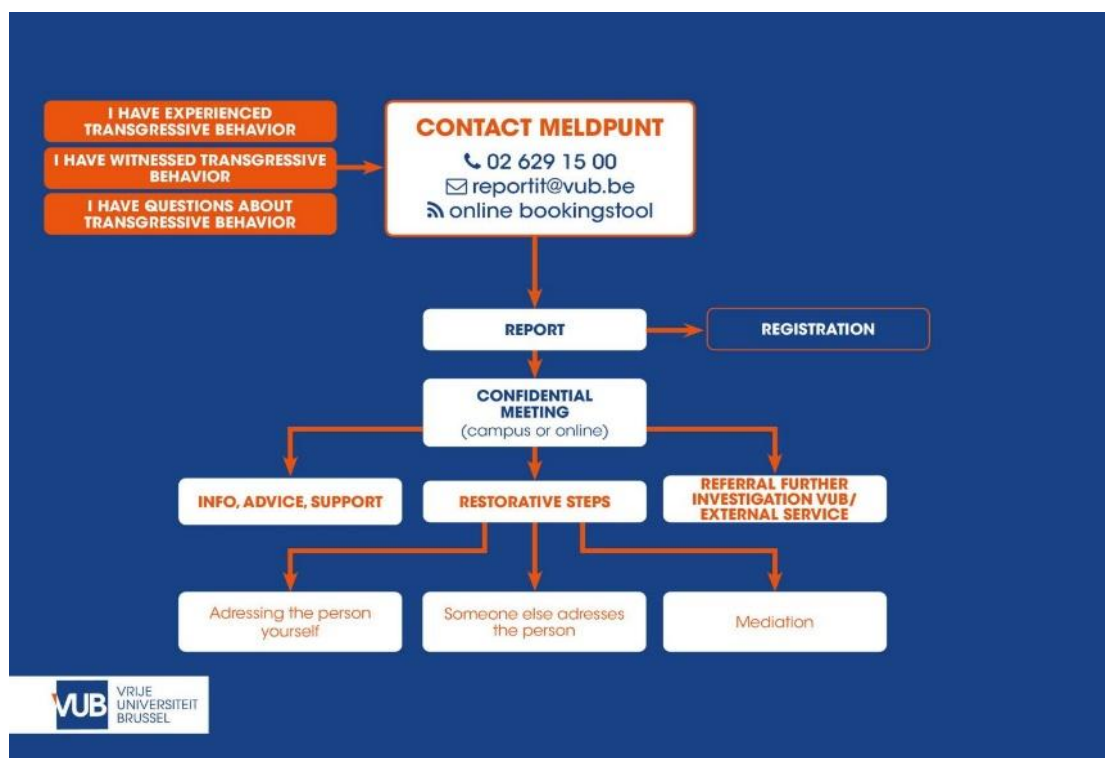 I HAVE EXPERIENCED
TRANSGRESSIVE BEHAVIOR
I HAVE WITNESSED TRANSGRESSIVE
BEHAVIOR
I HAVE QUESTIONS ABOUT
TRANSGRESSIVE BEHAVIOR
CONTACT MELDPUNT
02 629 15 00
reportit@vub.be
online bookingstool
REPORT
REGISTRATION
CONFIDENTIAL
MEETING
(campus or online)
INFO, ADVICE, SUPPORT
RESTORATIVE STEPS
REFERRAL FURTHER
INVESTIGATION VUB/
EXTERNAL SERVICE
Adressing the person
yourself
Someone else adresses
the person
Mediation
VUB
VRIJE
UNIVERSITEIT
BRUSSEL